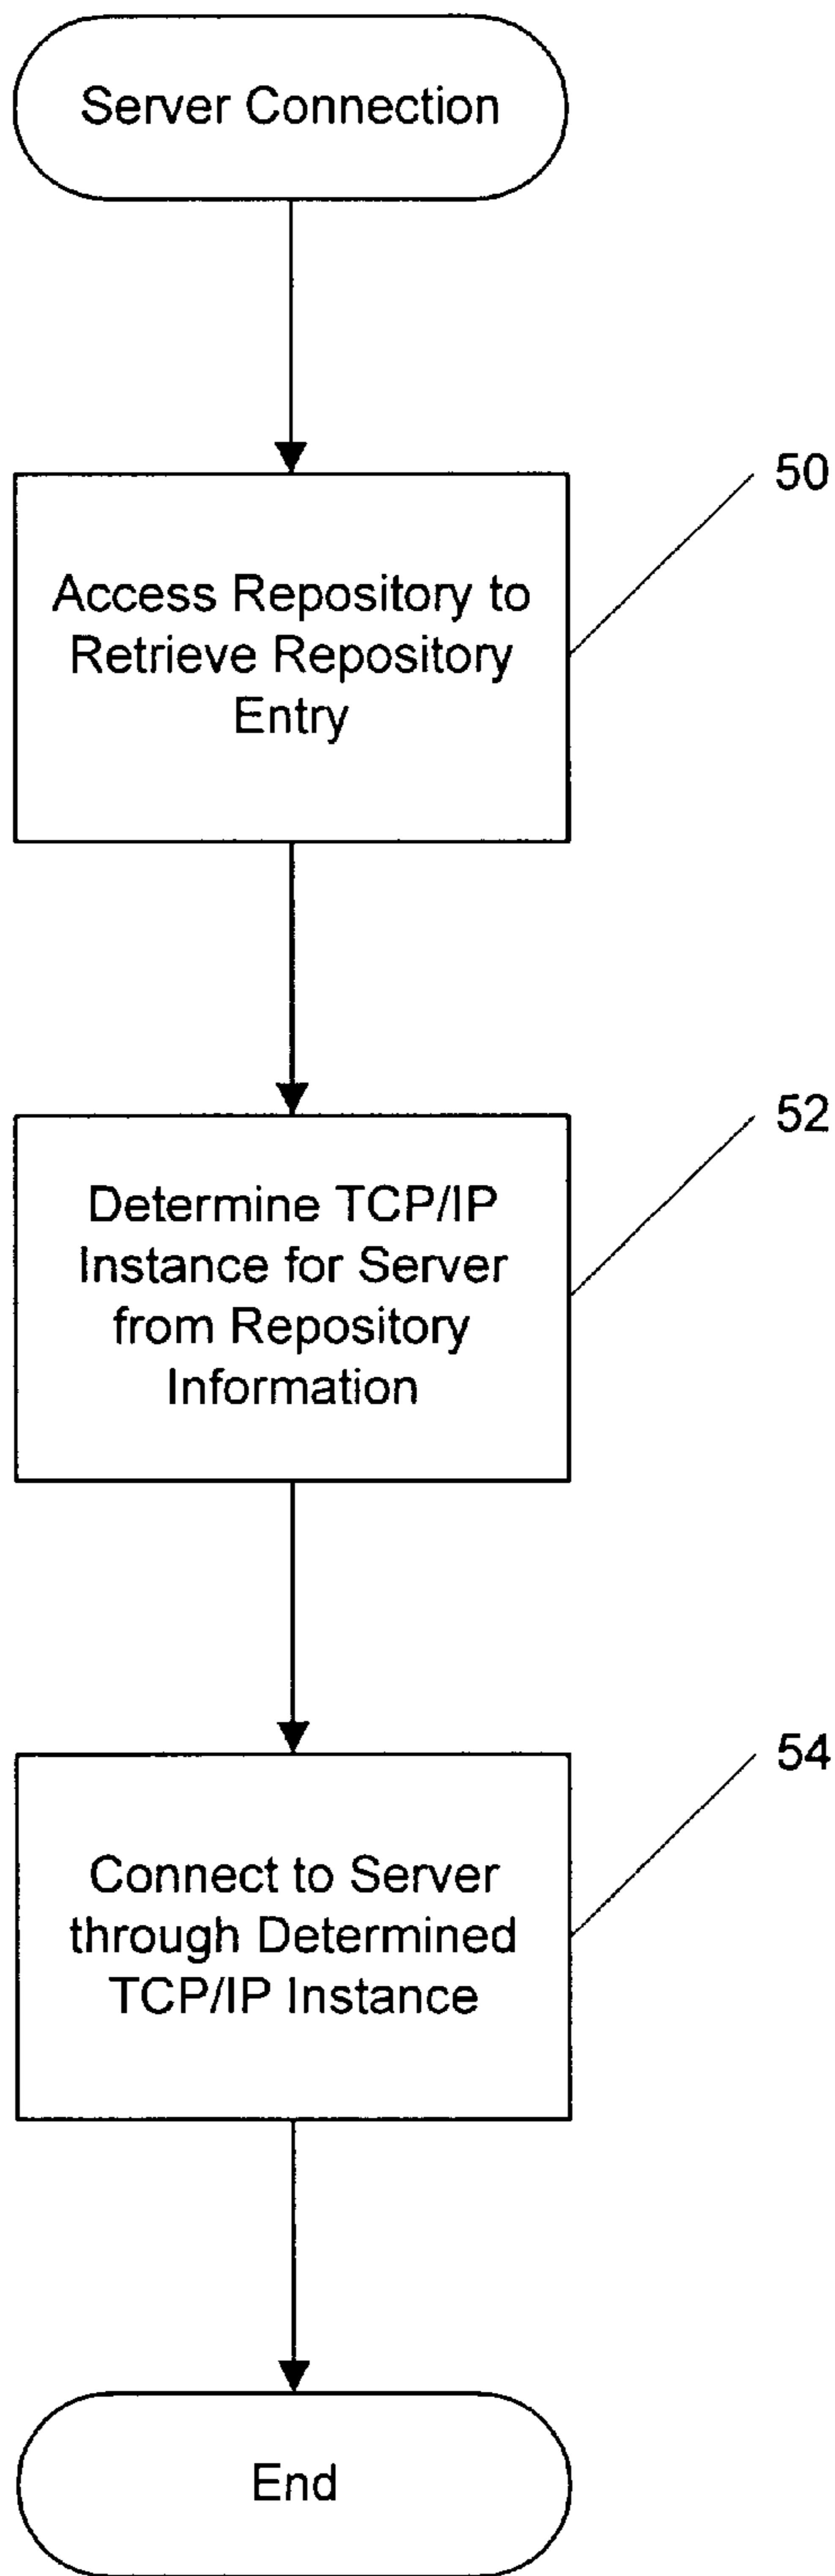 Server Connection
50
Access Repository to
Retrieve Repository
Entry
52
Determine TCP/IP
Instance for Server
from Repository
Information
54
Connect to Server
through Determined
TCP/IP Instance
End